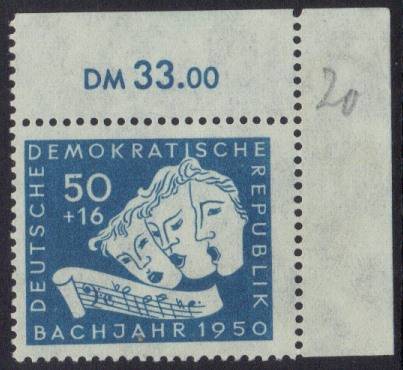 DM 33.00
20
DEUTSCHE DEMOKRATISCHE REPUBLIK
50
+16
BACHJAHR 1950